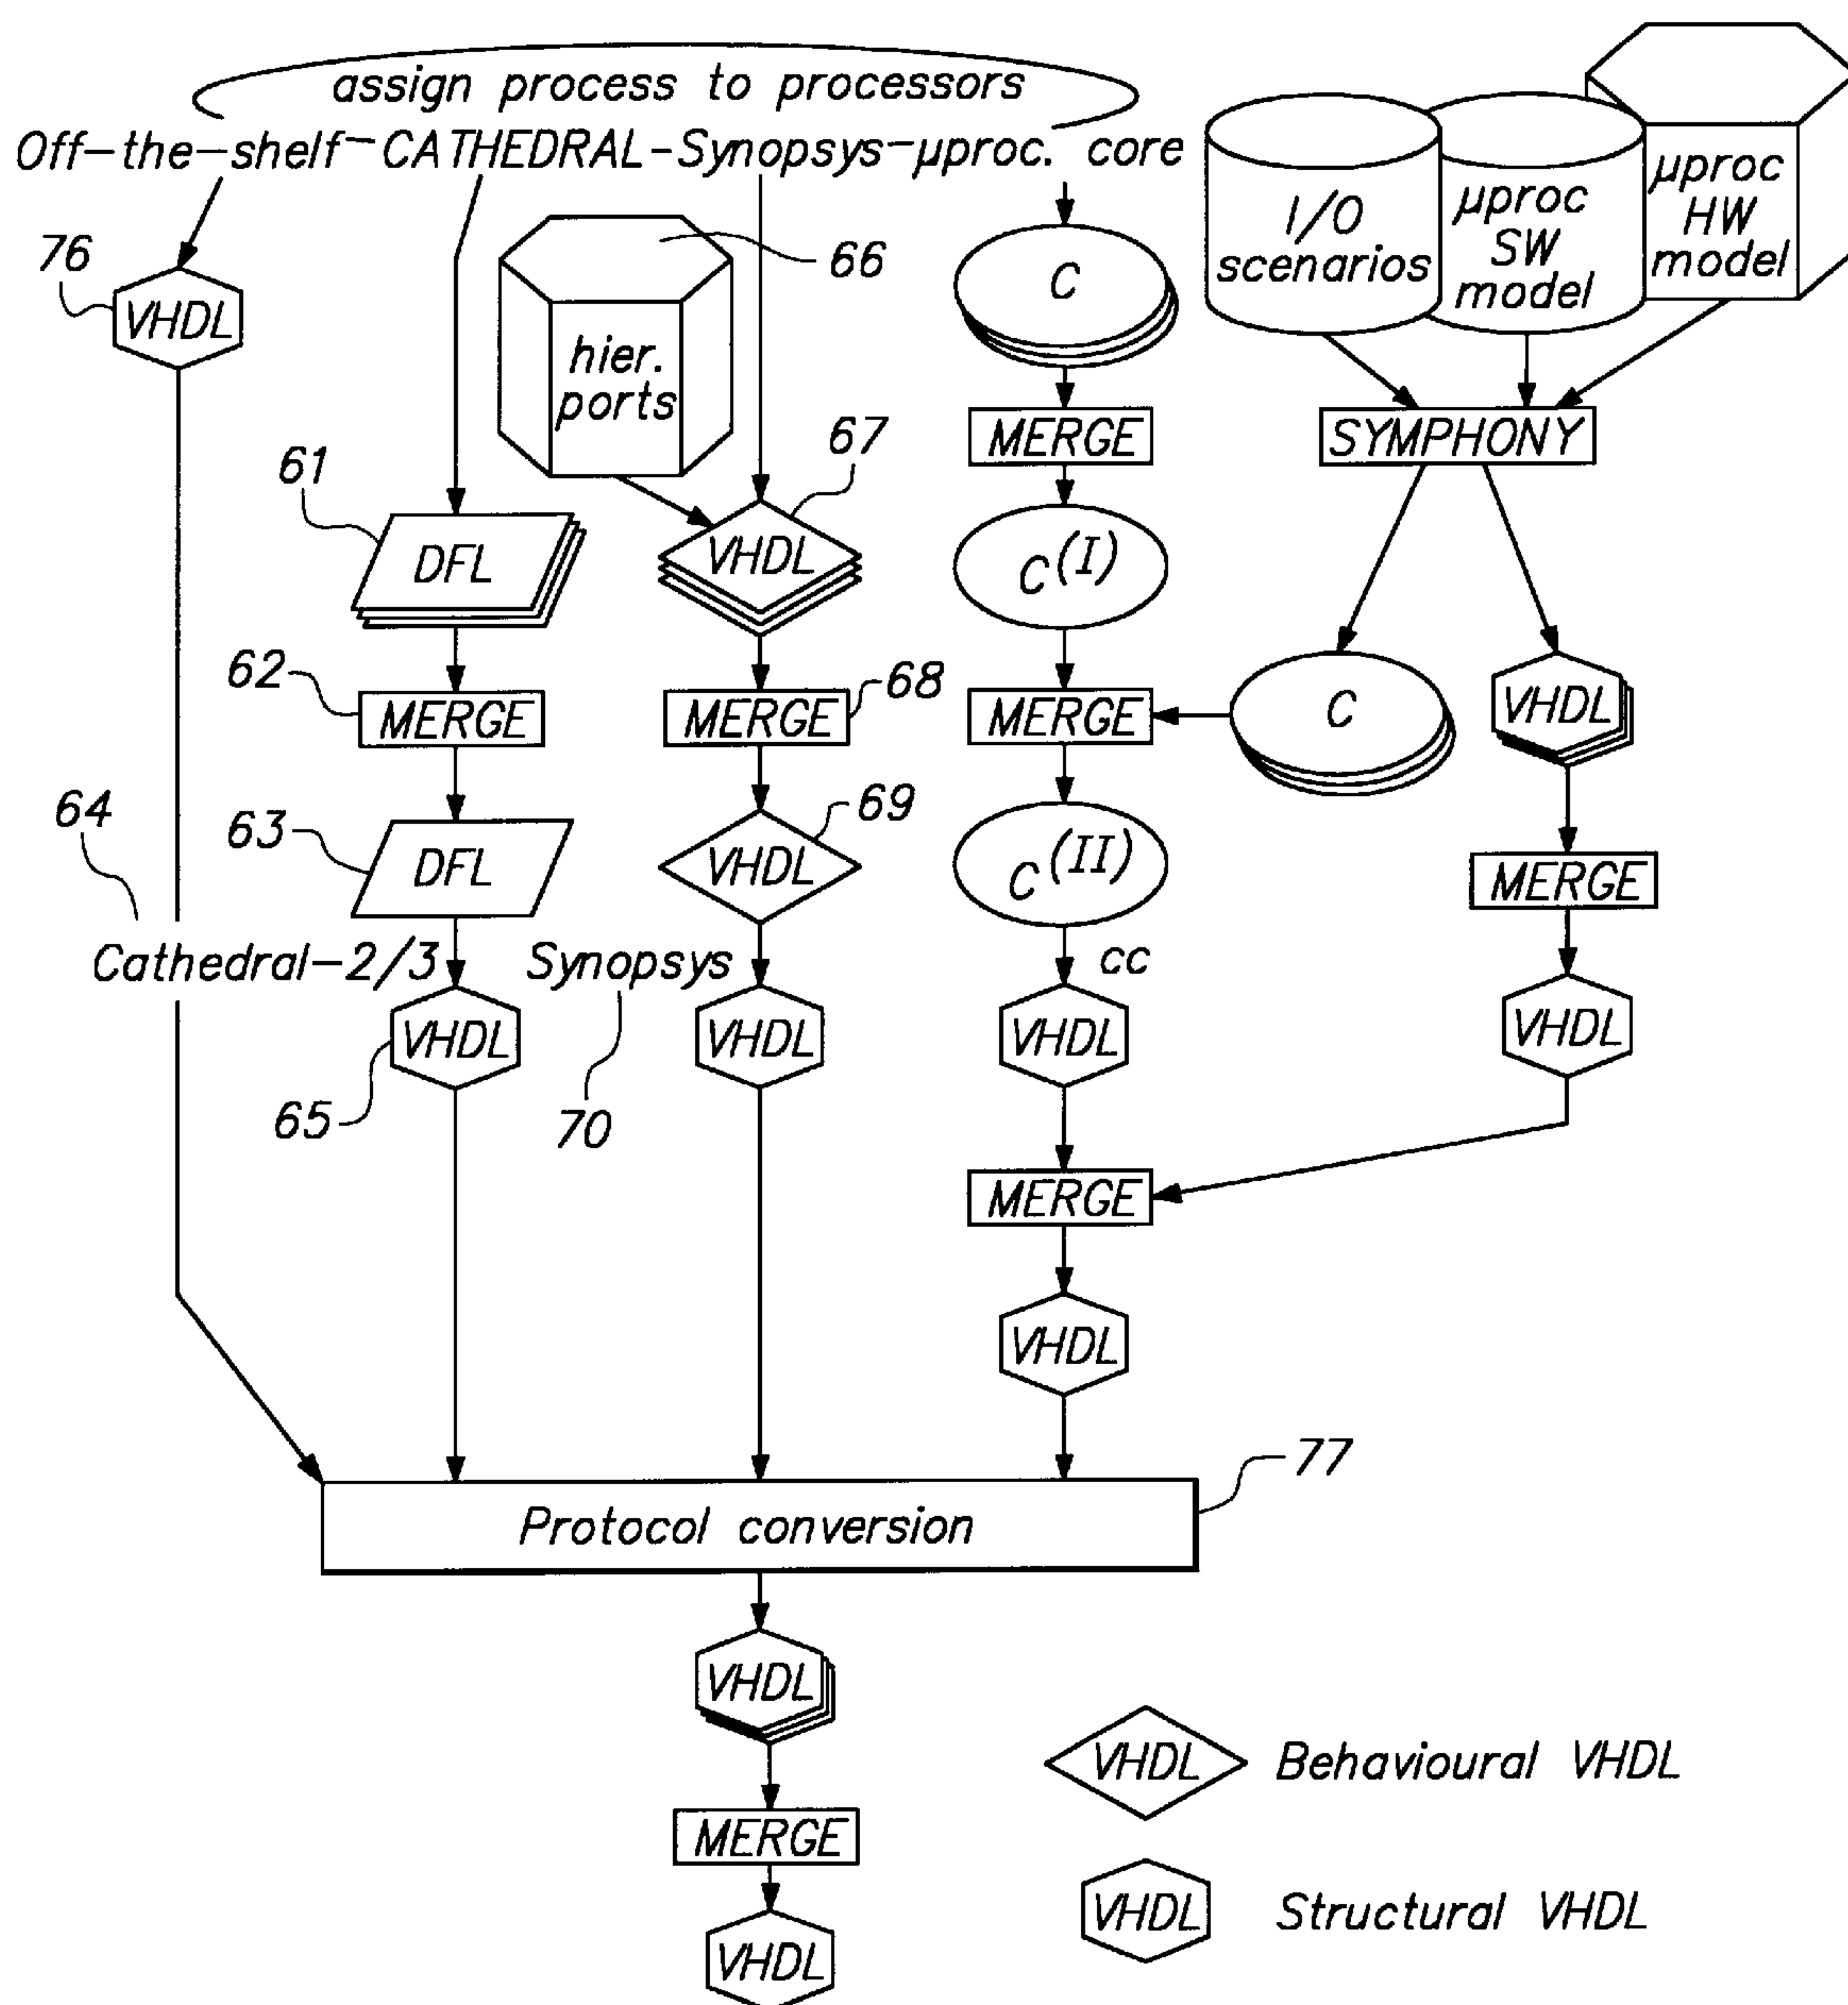 assign process to processors
Off-the-shelf-CATHEDRAL-Synopsys-µproc. core
76
VHDL
66
hier.
ports
C
I/O
scenarios
µproc
SW
model
µproc
HW
model
MERGE
SYMPHONY
61
DFL
67
VHDL
C(I)
62
MERGE
68
MERGE
MERGE
C
VHDL
64
63
DFL
69
VHDL
C(II)
MERGE
Cathedral-2/3
Synopsys
cc
VHDL
VHDL
VHDL
VHDL
65
70
MERGE
VHDL
77
Protocol conversion
VHDL
VHDL
Behavioural VHDL
MERGE
VHDL
Structural VHDL
VHDL